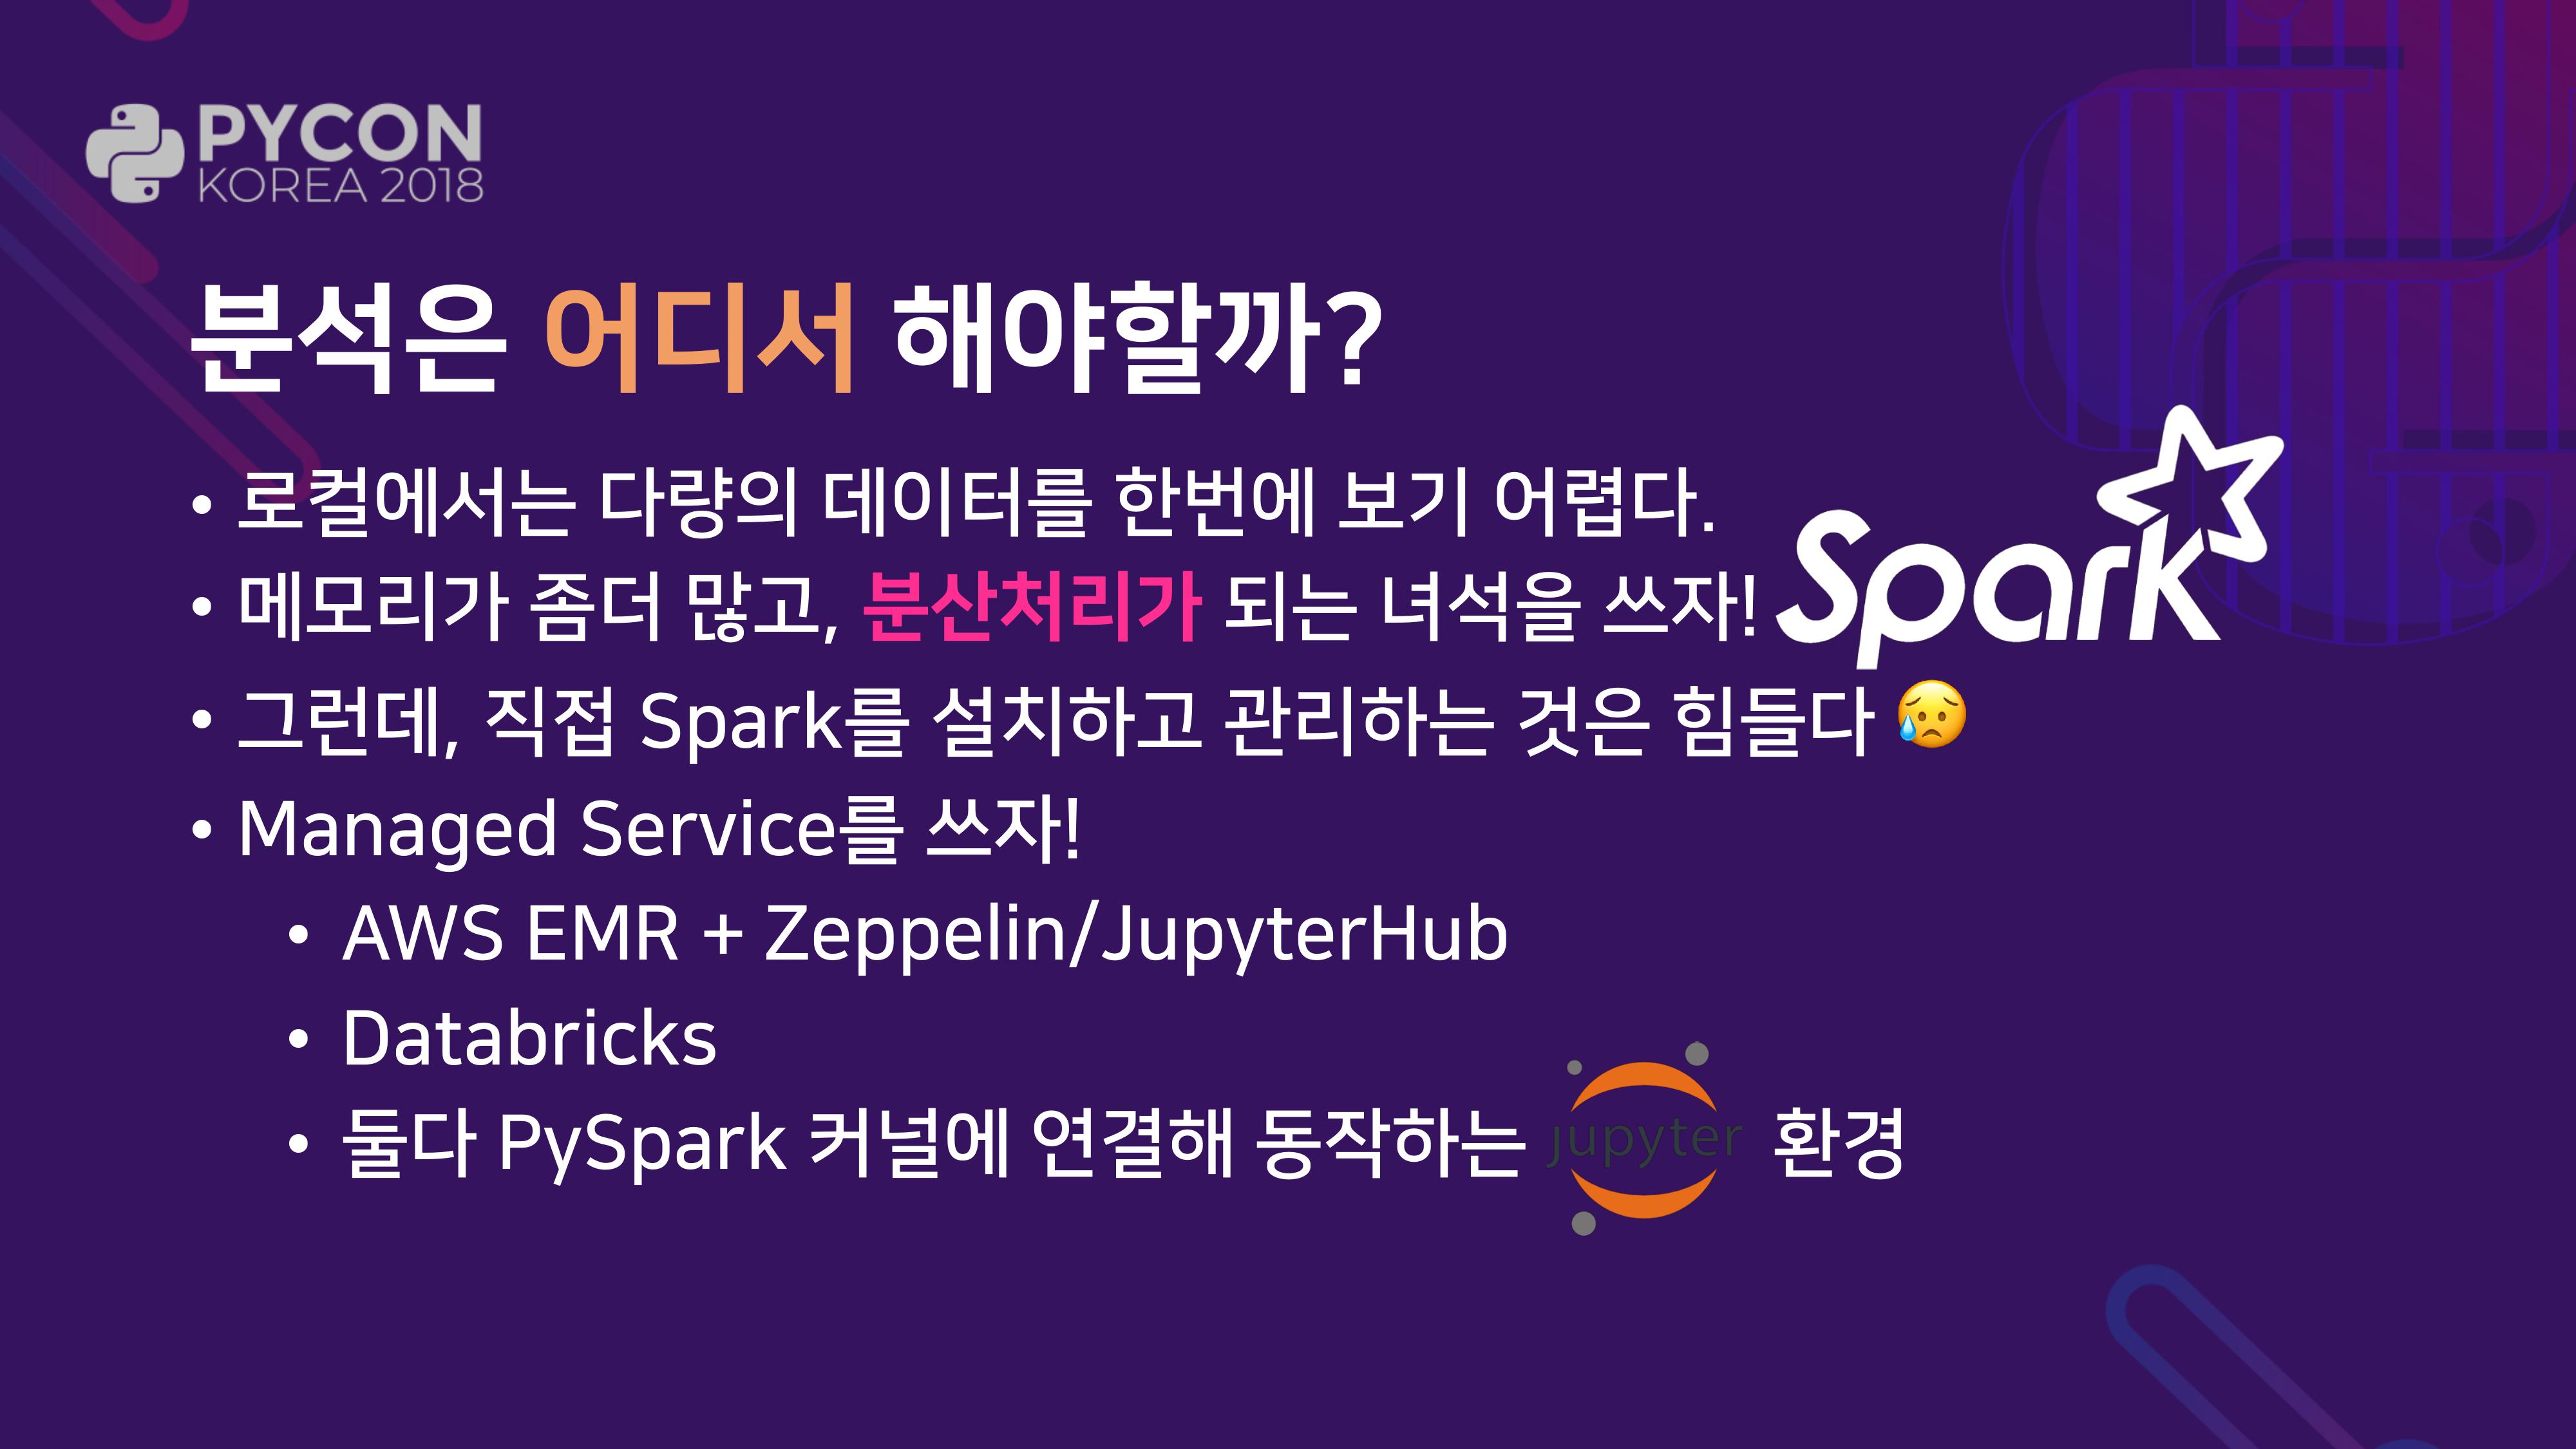 PYCON
KOREA 2018
분석은 어디서 해야할까?
• 로컬에서는 다량의 데이터를 한번에 보기 어렵다.
• 메모리가 좀더 많고, 분산처리가 되는 녀석을 쓰자! Spark
• 그런데, 직접 Spark를 설치하고 관리하는 것은 힘들다 😥
• Managed Service를 쓰자!
• AWS EMR + Zeppelin/JupyterHub
• Databricks
• 둘다 PySpark 커널에 연결해 동작하는 jupyter 환경